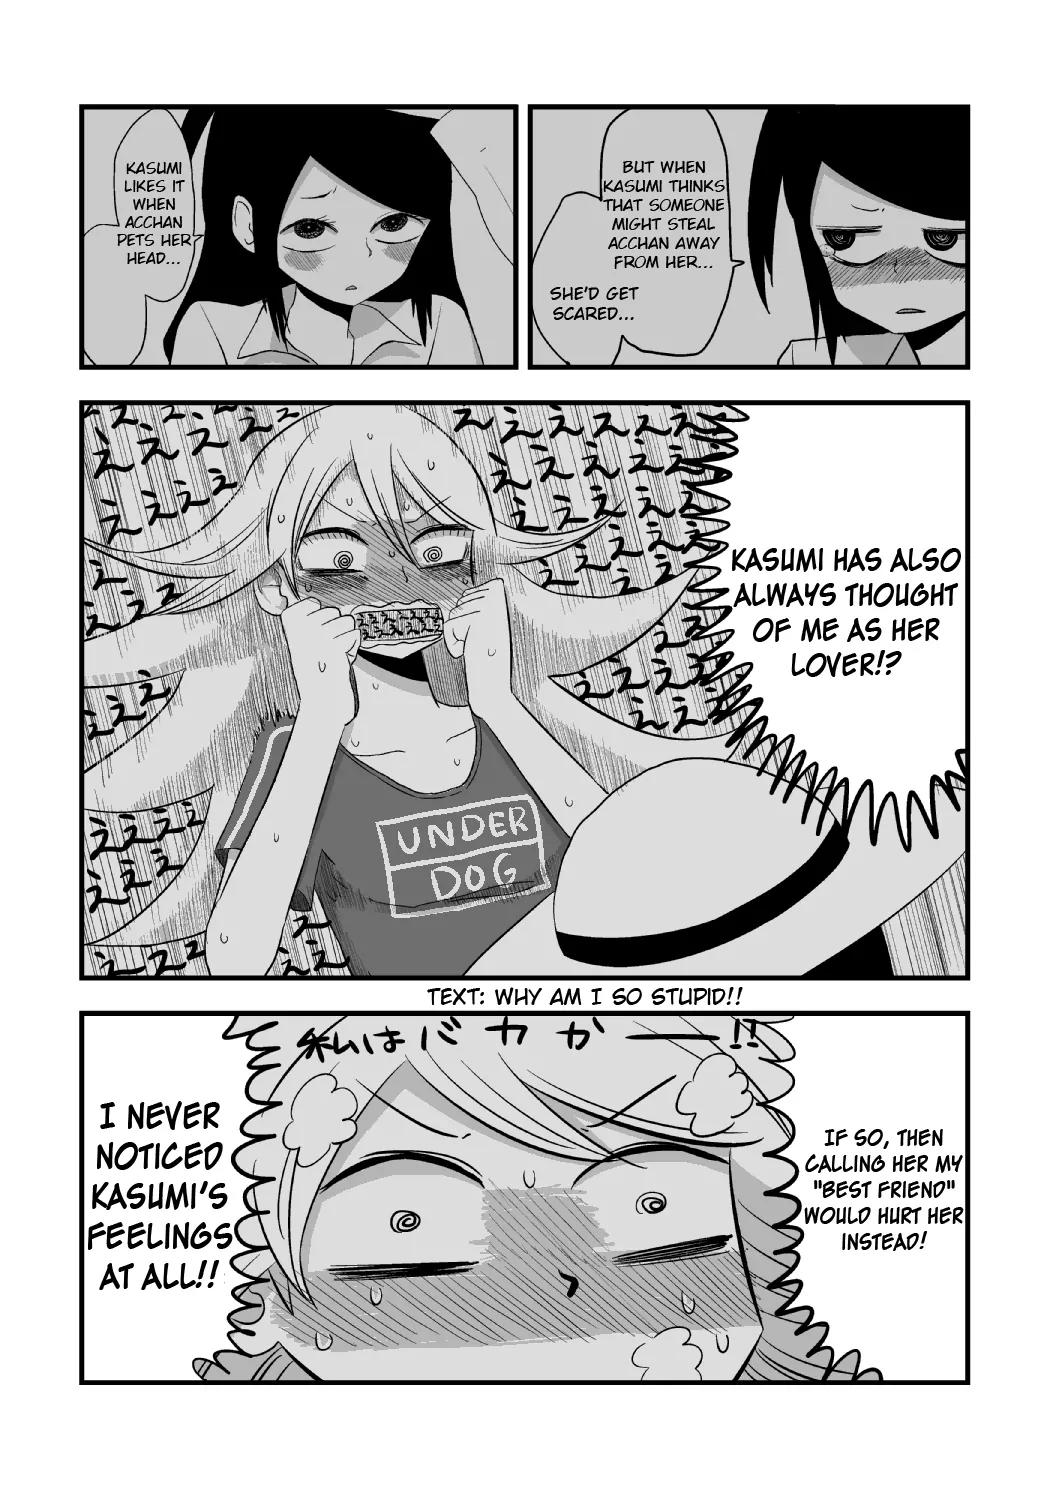 KASUMI
LIKES IT
WHEN
ACCHAN
PETS HER
HEAD...
BUT WHEN
KASUMI THINKS
THAT SOMEONE
MIGHT STEAL
ACCHAN AWAY
FROM HER...
SHE'D GET
SCARED...
KASUMI HAS ALSO
ALWAYS THOUGHT
OF ME AS HER
LOVER!?
UNDER
DOG
TEXT: WHY AM I SO STUPID!!
私はバカかー!!
IF SO, THEN
CALLING HER MY
"BEST FRIEND"
WOULD HURT HER
INSTEAD!
I NEVER
NOTICED
KASUMI'S
FEELINGS
AT ALL!!